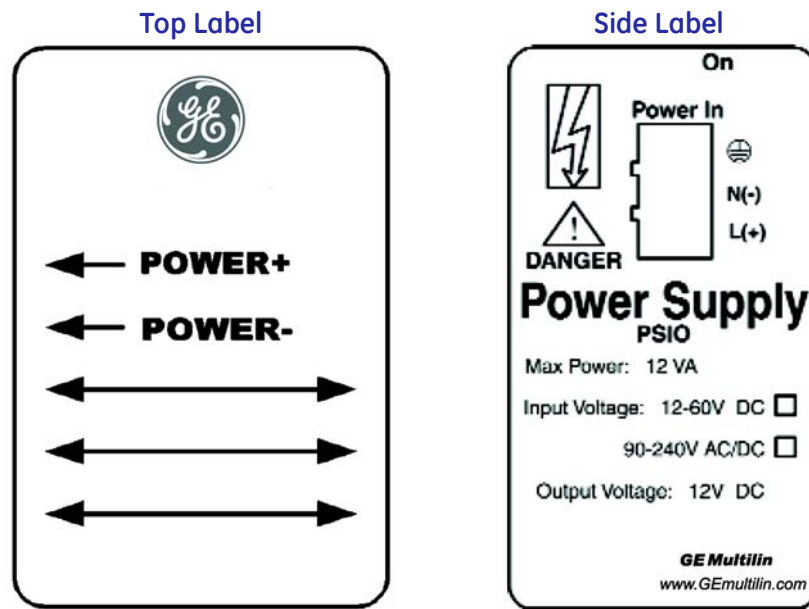 Top Label
GE
POWER+
POWER-
Side Label
On
Power In
N(-)
L(+)
DANGER
Power Supply
PSIO
Max Power: 12 VA
Input Voltage: 12-60V DC
90-240V AC/DC
Output Voltage: 12V DC
GE Multilin
www.GEmultilin.com